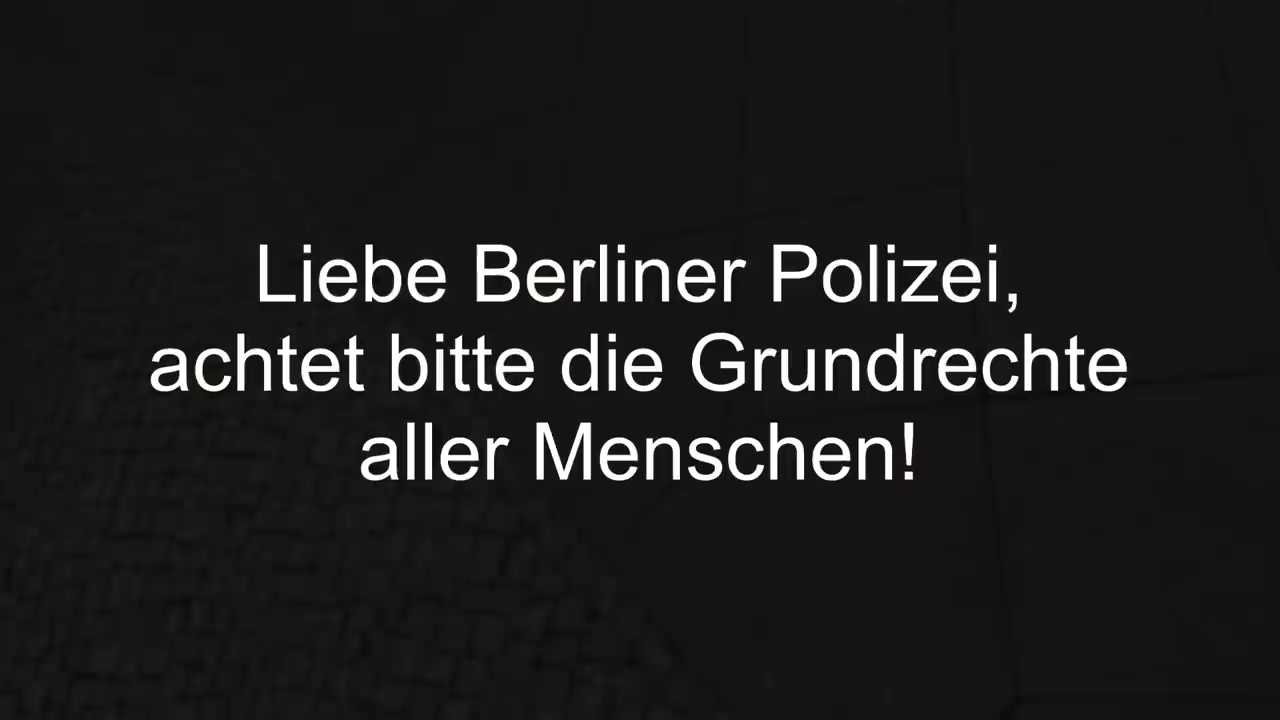 Liebe Berliner Polizei,
achtet bitte die Grundrechte
aller Menschen!